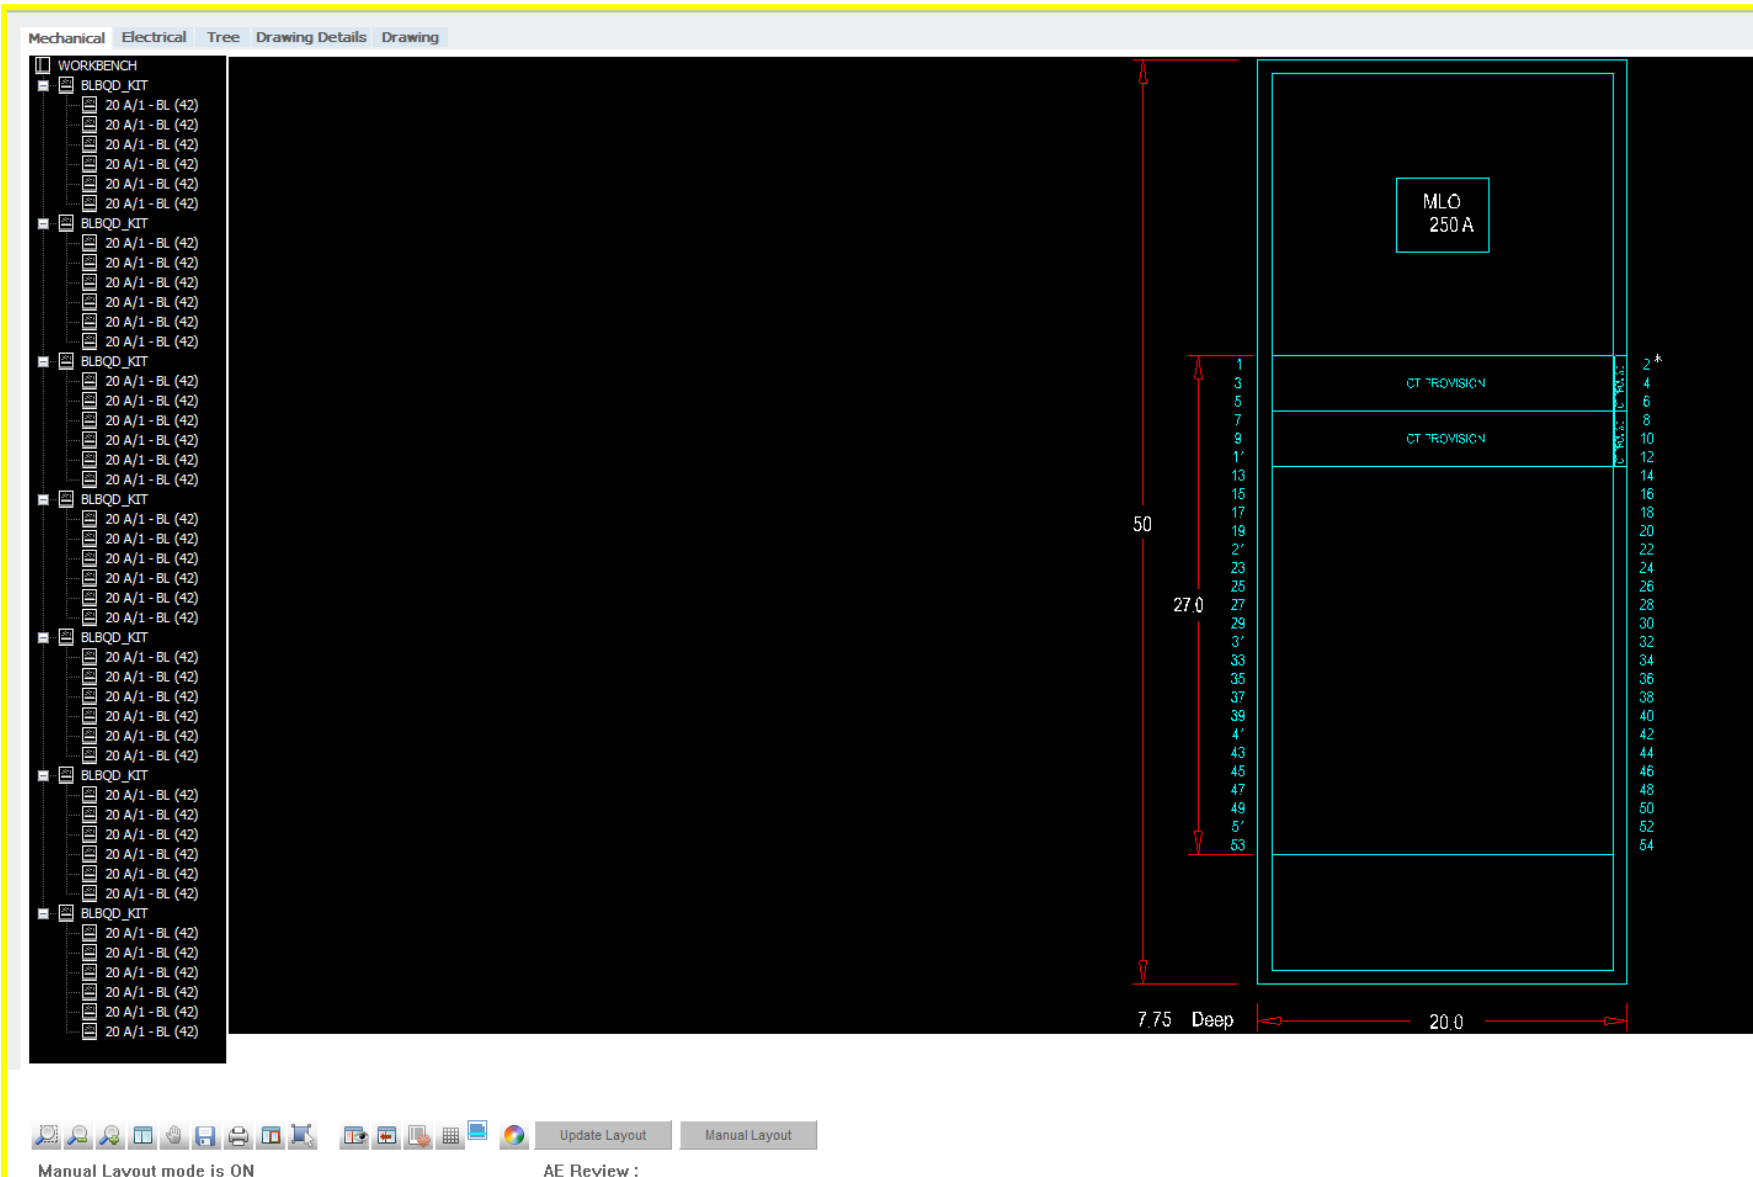 Mechanical Electrical Tree Drawing Details Drawing
WORKBENCH
BLBQD_KIT
20 A/1 - BL (42)
20 A/1 - BL (42)
20 A/1 - BL (42)
20 A/1 - BL (42)
20 A/1 - BL (42)
20 A/1 - BL (42)
BLBQD_KIT
20 A/1 - BL (42)
20 A/1 - BL (42)
20 A/1 - BL (42)
20 A/1 - BL (42)
20 A/1 - BL (42)
20 A/1 - BL (42)
BLBQD_KIT
20 A/1 - BL (42)
20 A/1 - BL (42)
20 A/1 - BL (42)
20 A/1 - BL (42)
20 A/1 - BL (42)
20 A/1 - BL (42)
BLBQD_KIT
20 A/1 - BL (42)
20 A/1 - BL (42)
20 A/1 - BL (42)
20 A/1 - BL (42)
20 A/1 - BL (42)
20 A/1 - BL (42)
BLBQD_KIT
20 A/1 - BL (42)
20 A/1 - BL (42)
20 A/1 - BL (42)
20 A/1 - BL (42)
20 A/1 - BL (42)
20 A/1 - BL (42)
BLBQD_KIT
20 A/1 - BL (42)
20 A/1 - BL (42)
20 A/1 - BL (42)
20 A/1 - BL (42)
20 A/1 - BL (42)
20 A/1 - BL (42)
BLBQD_KIT
20 A/1 - BL (42)
20 A/1 - BL (42)
20 A/1 - BL (42)
20 A/1 - BL (42)
20 A/1 - BL (42)
20 A/1 - BL (42)
MLO
250 A
1 2*
3 CT PROVISION 4
5 6
7 8
9 CT PROVISION 10
11 12
13 14
15 16
17 18
50
19 20
21 22
23 24
25 26
27.0
27 28
29 30
31 32
33 34
35 36
37 38
39 40
41 42
43 44
45 46
47 48
49 50
51 52
53 54
7.75 Deep 20.0
Update Layout Manual Layout
Manual Layout mode is ON AE Review :